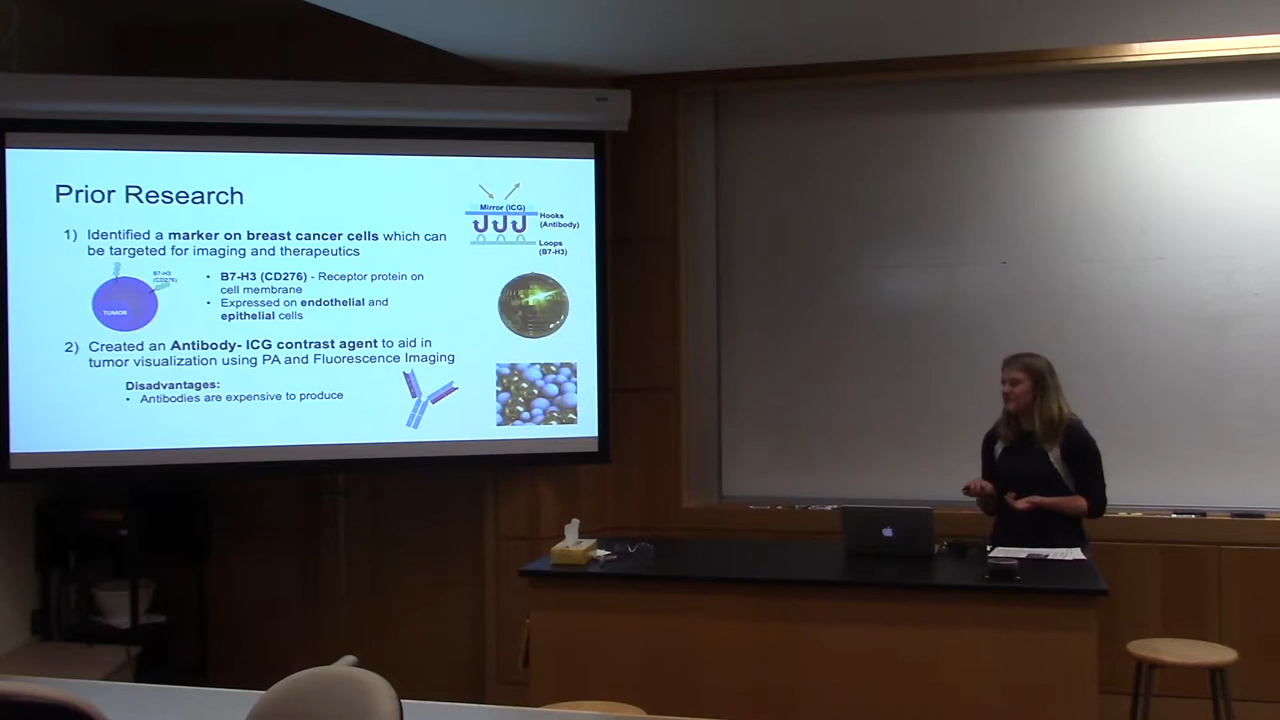 Prior Research
1) Identified a marker on breast cancer cells which can
be targeted for imaging and therapeutics
B7-H3
(CD276)
TUMOR
• B7-H3 (CD276) - Receptor protein on
cell membrane
• Expressed on endothelial and
epithelial cells
2) Created an Antibody- ICG contrast agent to aid in
tumor visualization using PA and Fluorescence Imaging
Disadvantages:
• Antibodies are expensive to produce
Mirror (ICG)
Hooks
(Antibody)
Loops
(B7-H3)